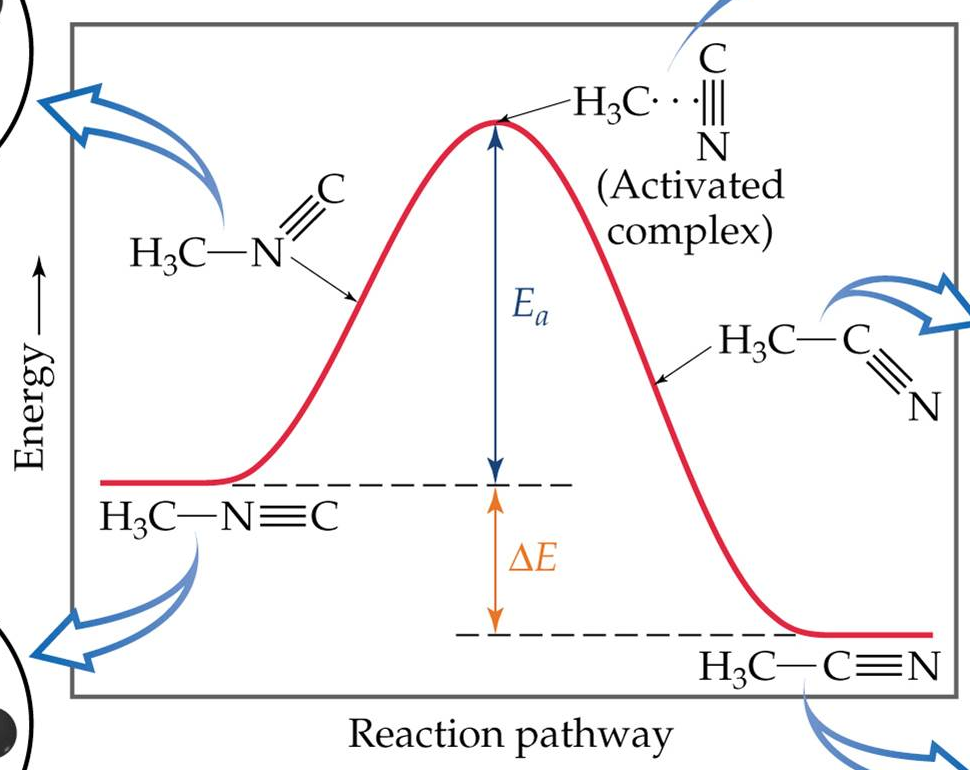 C
H₃C···|||
N
(Activated
complex)
C
H₃C—N
Eₐ
H₃C—C
N
Energy
H₃C—N≡C
ΔE
H₃C—C≡N
Reaction pathway